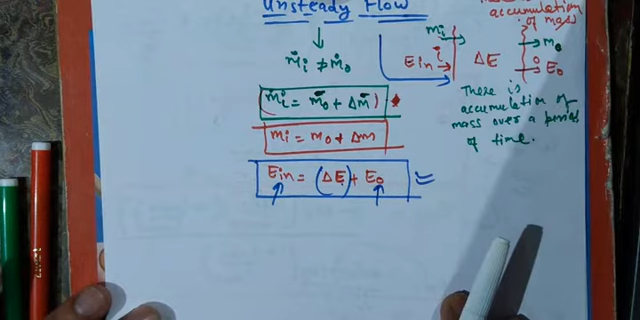 Unsteady Flow
accumulation
of mass
ṁi ≠ ṁo
ṁi
Ein
ΔE
ṁo
Eo
ṁi = ṁo + Δṁ
mi = mo + Δm
Ein = (ΔE) + Eo
There is
accumulation of
mass over a period
of time.